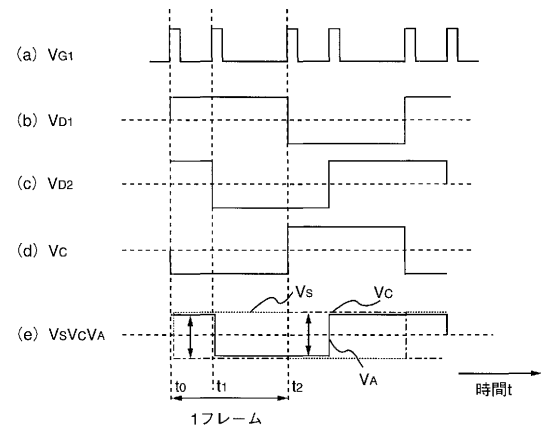 (a) VG1
(b) VD1
(c) VD2
(d) VC
VS VC
(e) VSVCVA
VA
t0 t1 t2
時間t
1フレーム